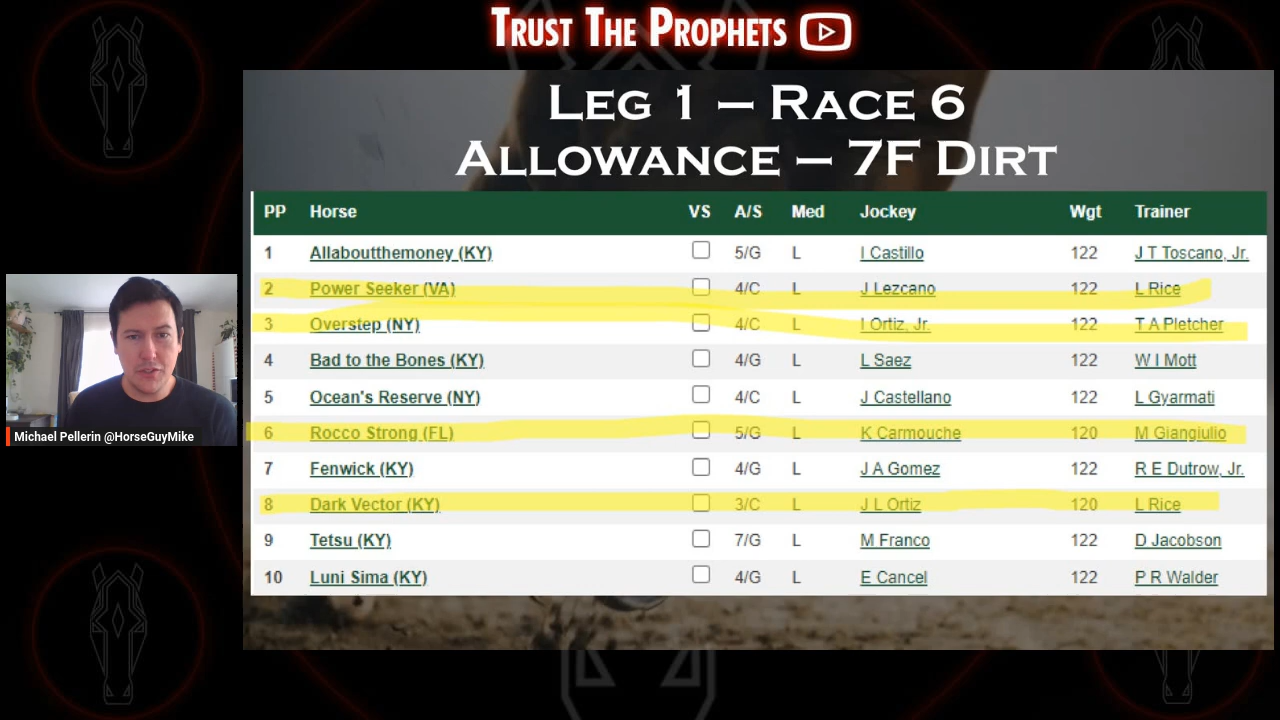 TRUST THE PROPHETS
LEG 1 – RACE 6
ALLOWANCE – 7F DIRT
PP Horse VS A/S Med Jockey Wgt Trainer
1 Allaboutthemoney (KY) 5/G L I Castillo 122 J T Toscano, Jr.
2 Power Seeker (VA) 4/C L J Lezcano 122 L Rice
3 Overstep (NY) 4/C L I Ortiz, Jr. 122 T A Pletcher
4 Bad to the Bones (KY) 4/G L L Saez 122 W I Mott
5 Ocean's Reserve (NY) 4/C L J Castellano 122 L Gyarmati
6 Rocco Strong (FL) 5/G L K Carmouche 120 M Giangiulio
7 Fenwick (KY) 4/G L J A Gomez 122 R E Dutrow, Jr.
8 Dark Vector (KY) 3/C L J L Ortiz 120 L Rice
9 Tetsu (KY) 7/G L M Franco 122 D Jacobson
10 Luni Sima (KY) 4/G L E Cancel 122 P R Walder
Michael Pellerin @HorseGuyMike